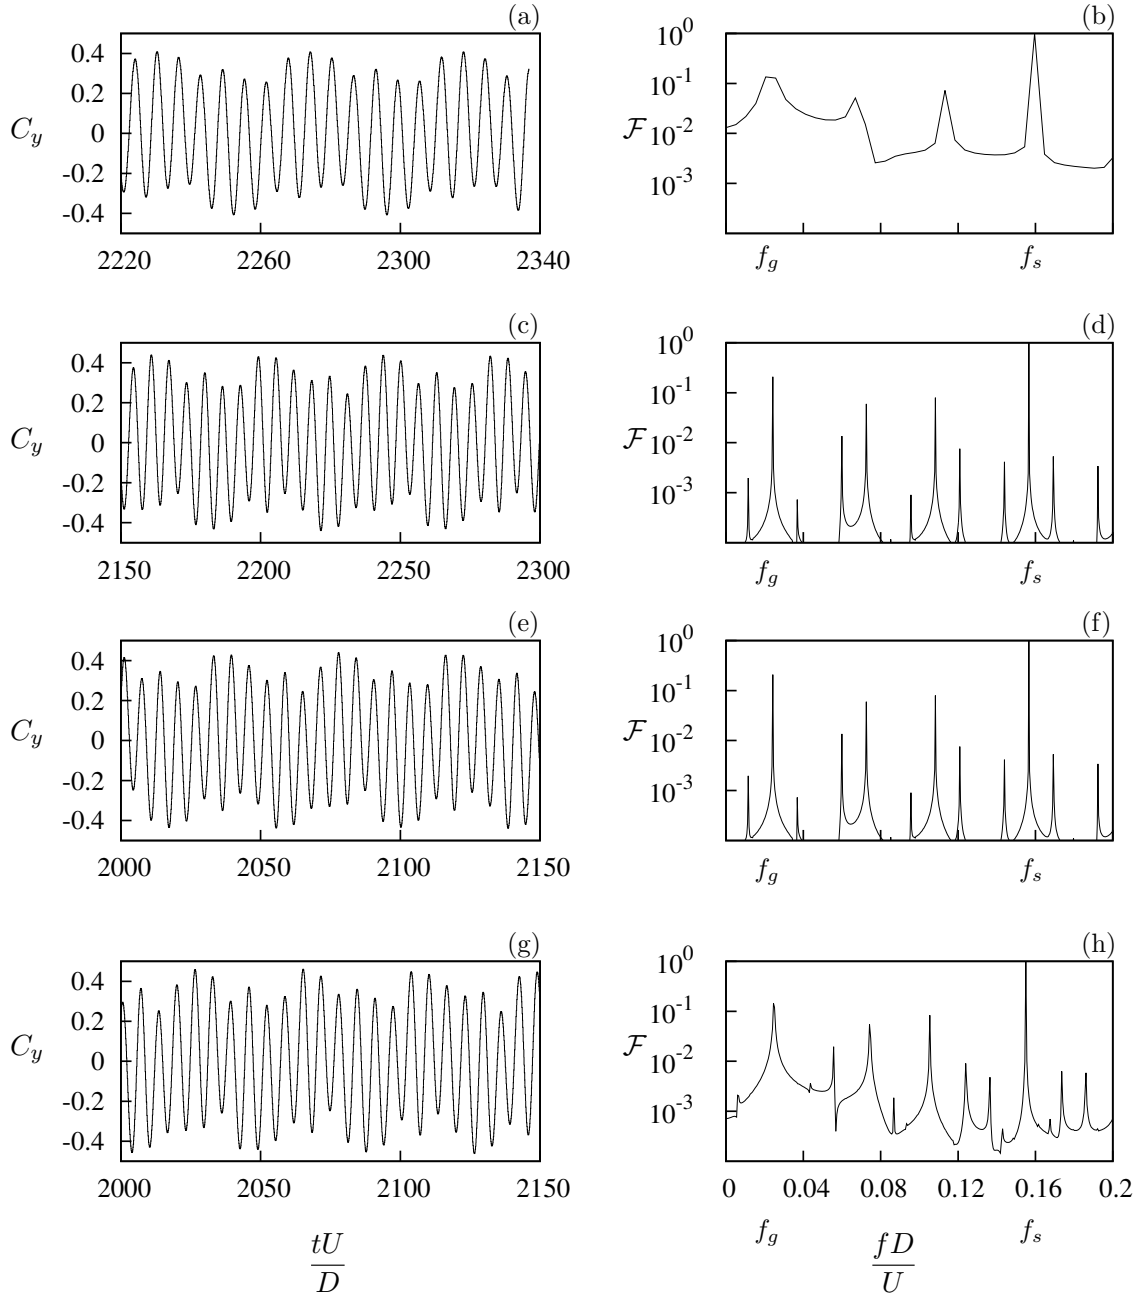 (a) (b)
0.4
0.2
0
-0.2
-0.4
C_y
2220 2260 2300 2340
10^0
10^-1
F 10^-2
10^-3
f_g f_s
(c) (d)
0.4
0.2
0
-0.2
-0.4
C_y
2150 2200 2250 2300
10^0
10^-1
F 10^-2
10^-3
f_g f_s
(e) (f)
0.4
0.2
0
-0.2
-0.4
C_y
2000 2050 2100 2150
10^0
10^-1
F 10^-2
10^-3
f_g f_s
(g) (h)
0.4
0.2
0
-0.2
-0.4
C_y
2000 2050 2100 2150
10^0
10^-1
F 10^-2
10^-3
0 0.04 0.08 0.12 0.16 0.2
f_g f_s
tU
D
fD
U